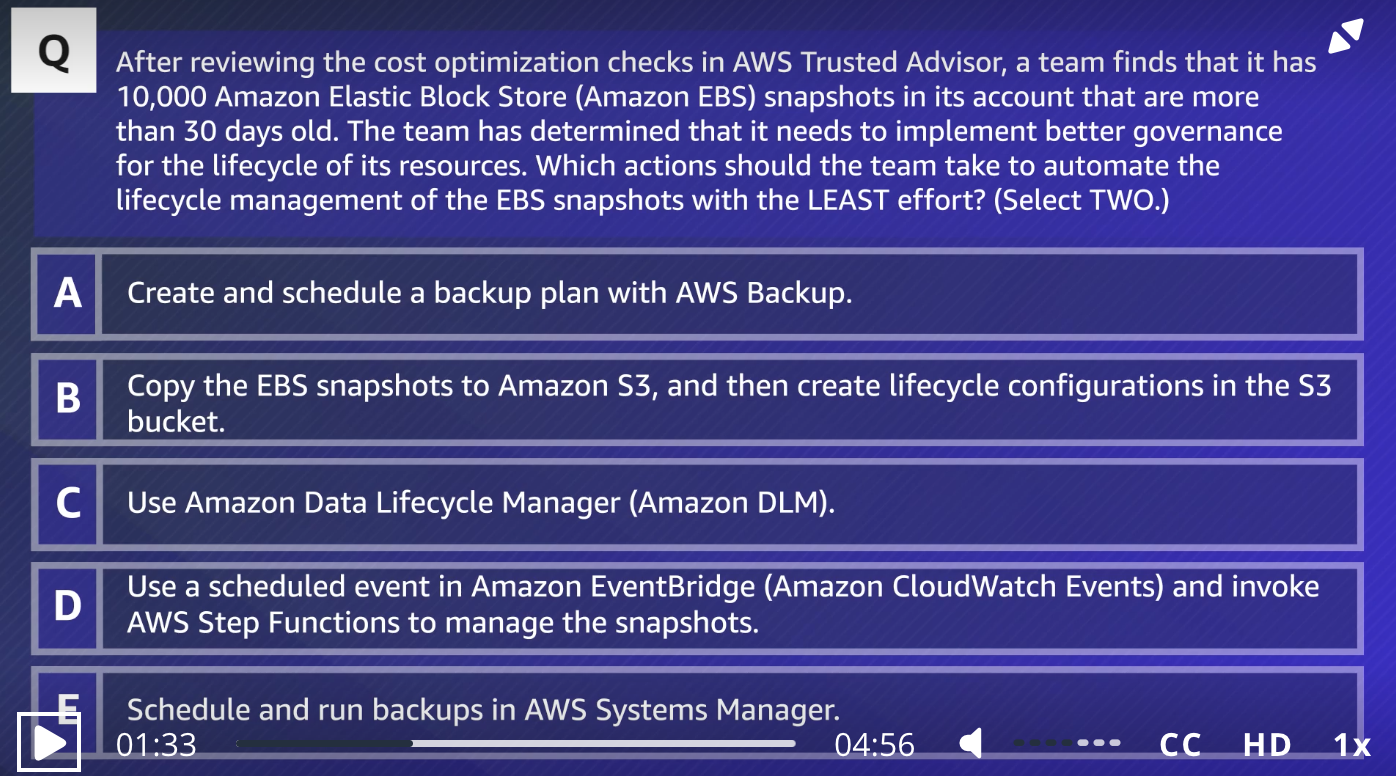 Q
After reviewing the cost optimization checks in AWS Trusted Advisor, a team finds that it has
10,000 Amazon Elastic Block Store (Amazon EBS) snapshots in its account that are more
than 30 days old. The team has determined that it needs to implement better governance
for the lifecycle of its resources. Which actions should the team take to automate the
lifecycle management of the EBS snapshots with the LEAST effort? (Select TWO.)
A
Create and schedule a backup plan with AWS Backup.
B
Copy the EBS snapshots to Amazon S3, and then create lifecycle configurations in the S3
bucket.
C
Use Amazon Data Lifecycle Manager (Amazon DLM).
D
Use a scheduled event in Amazon EventBridge (Amazon CloudWatch Events) and invoke
AWS Step Functions to manage the snapshots.
E
Schedule and run backups in AWS Systems Manager.
01:33 04:56 CC HD 1x